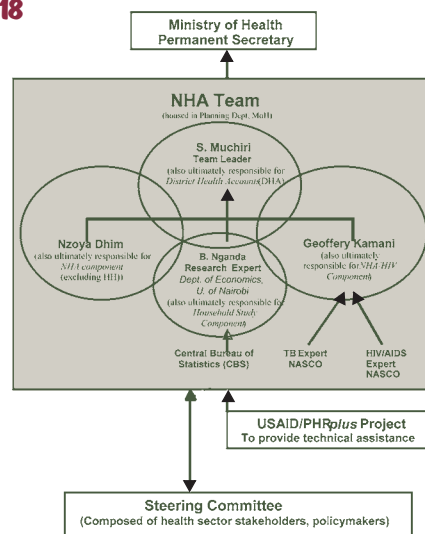 18
Ministry of Health
Permanent Secretary
NHA Team
(housed in Planning Dept, MoH)
S. Muchiri
Team Leader
(also ultimately responsible for
District Health Accounts(DHA)
Nzoya Dhim
(also ultimately responsible for
NHA component
(excluding HH))
B. Nganda
Research Expert
Dept. of Economics,
U. of Nairobi
(also ultimately responsible for
Household Study
Component)
Geoffery Kamani
(also ultimately
responsible for NHA-HIV
Component)
Central Bureau of
Statistics (CBS)
TB Expert
NASCO
HIV/AIDS
Expert
NASCO
USAID/PHRplus Project
To provide technical assistance
Steering Committee
(Composed of health sector stakeholders, policymakers)